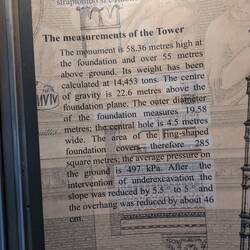 The measurements of the Tower
The monument is 58.36 metres high at
the foundation and over 55 metres
above ground. Its weight has been
calculated at 14,453 tons. The centre
of gravity is 22.6 metres above the
foundation plane. The outer diameter
of the foundation measures 19.58
metres; the central hole is 4.5 metres
wide. The area of the ring-shaped
foundation covers therefore 285
square metres; the average pressure on
the ground is 497 kPa. After the
intervention of underexcavation the
slope was reduced by 5.5° to 5° and
the overhang was reduced by about 46
cm.